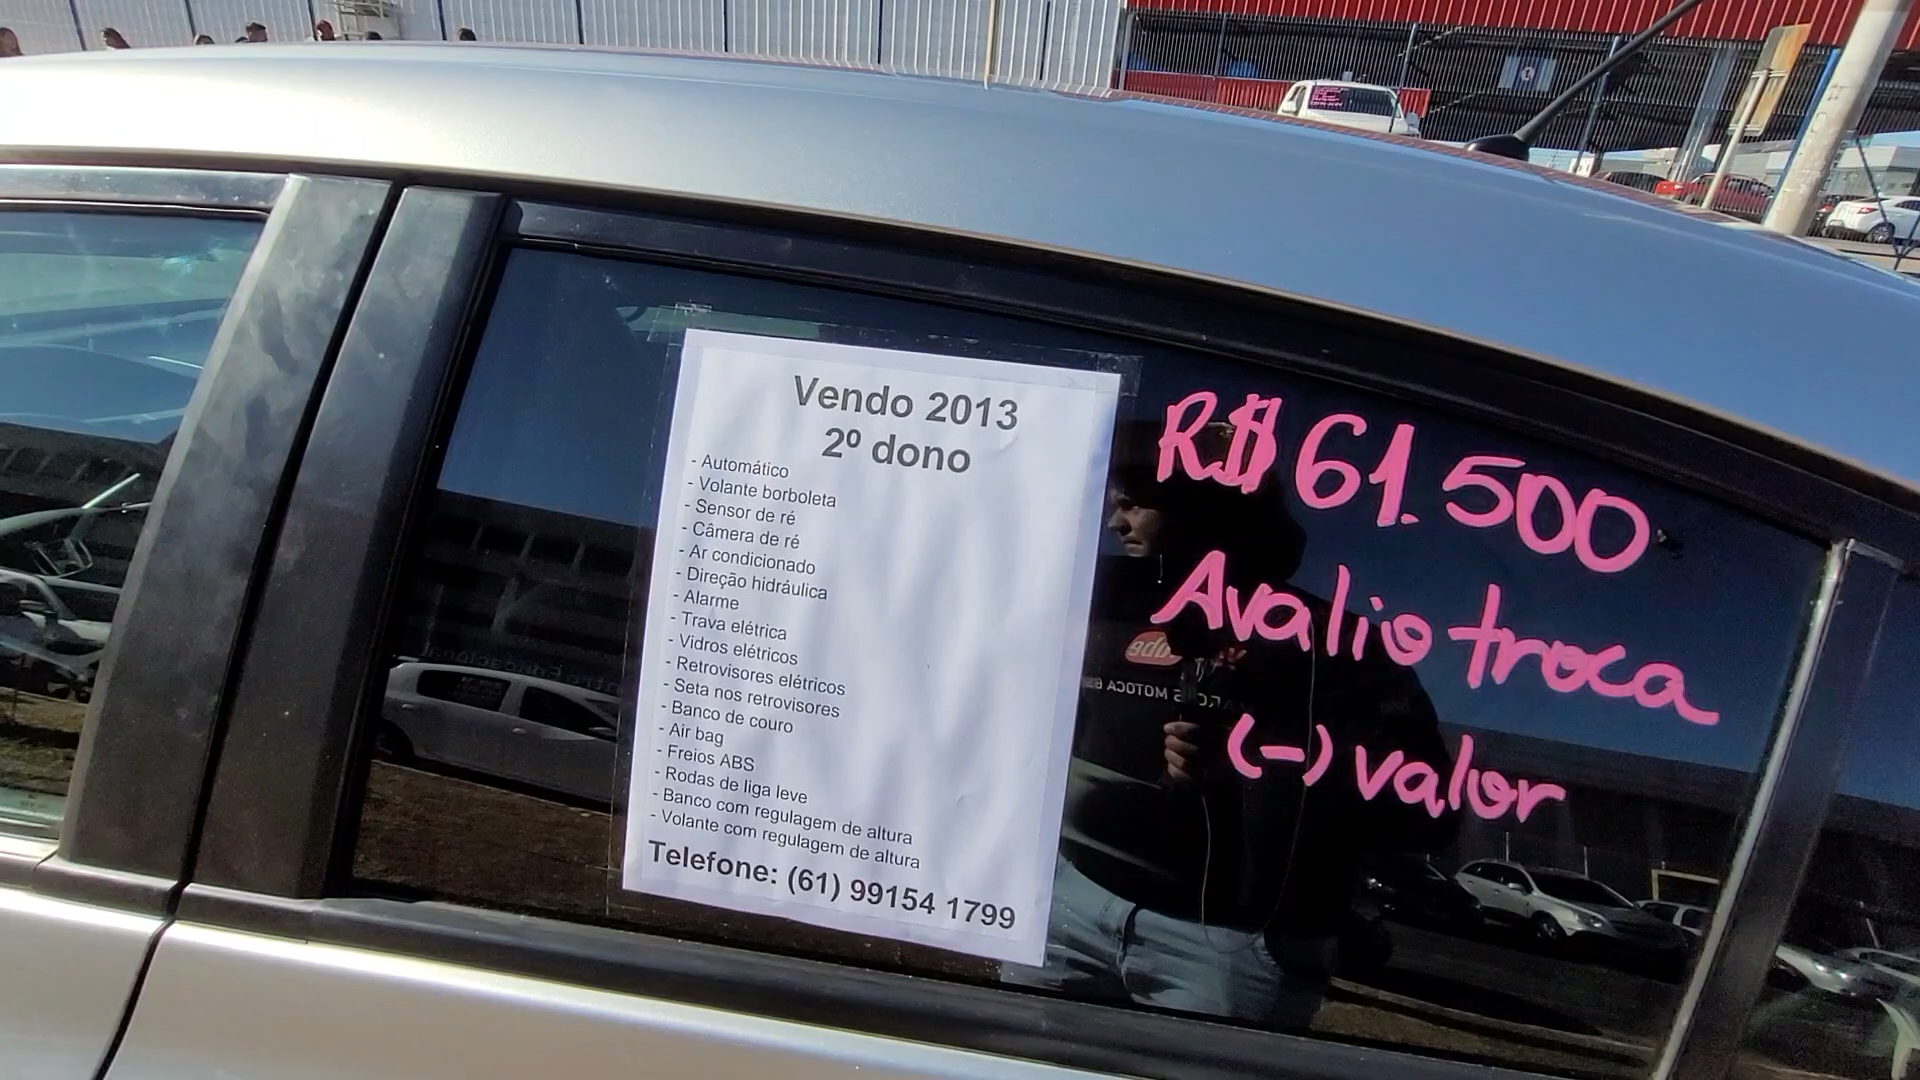 Vendo 2013
2º dono
- Automático
- Volante borboleta
- Sensor de ré
- Câmera de ré
- Ar condicionado
- Direção hidráulica
- Alarme
- Trava elétrica
- Vidros elétricos
- Retrovisores elétricos
- Seta nos retrovisores
- Banco de couro
- Air bag
- Freios ABS
- Rodas de liga leve
- Banco com regulagem de altura
- Volante com regulagem de altura
Telefone: (61) 99154 1799
R$ 61.500
Avalio troca
(-) valor